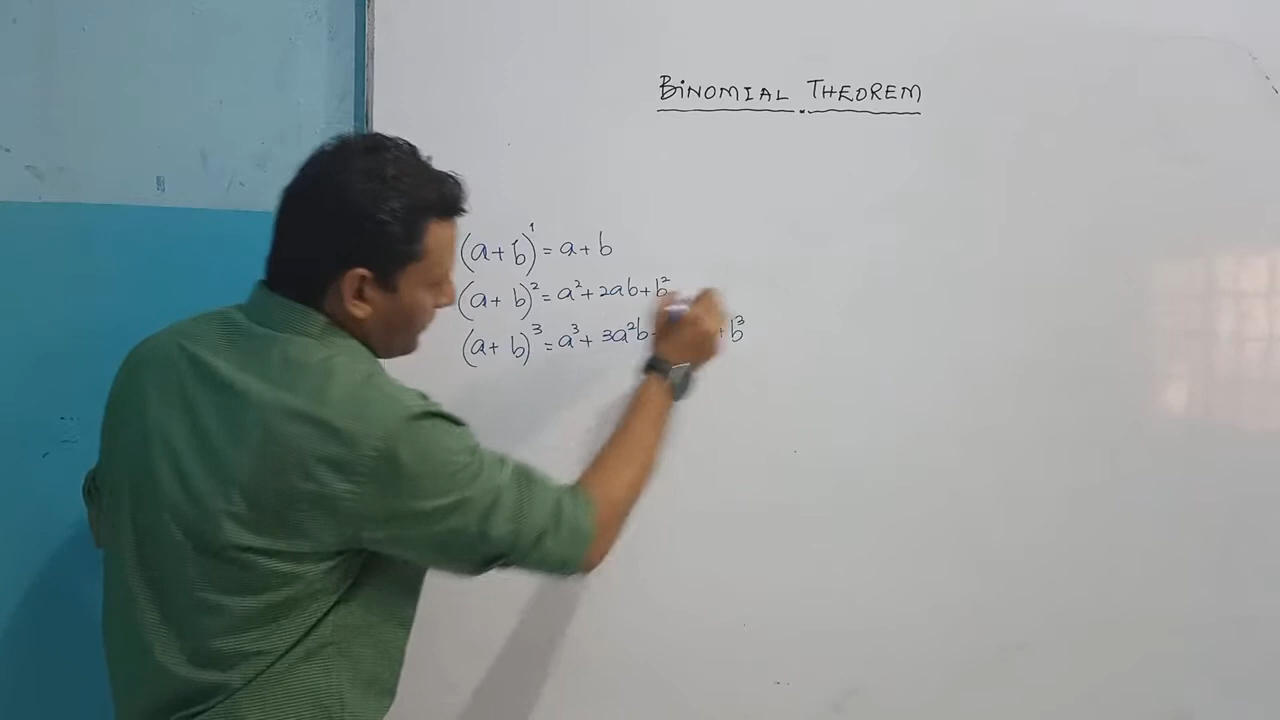 BINOMIAL THEOREM
(a+b)¹ = a+b
(a+b)² = a²+2ab+b²
(a+b)³ = a³+3a²b + b³